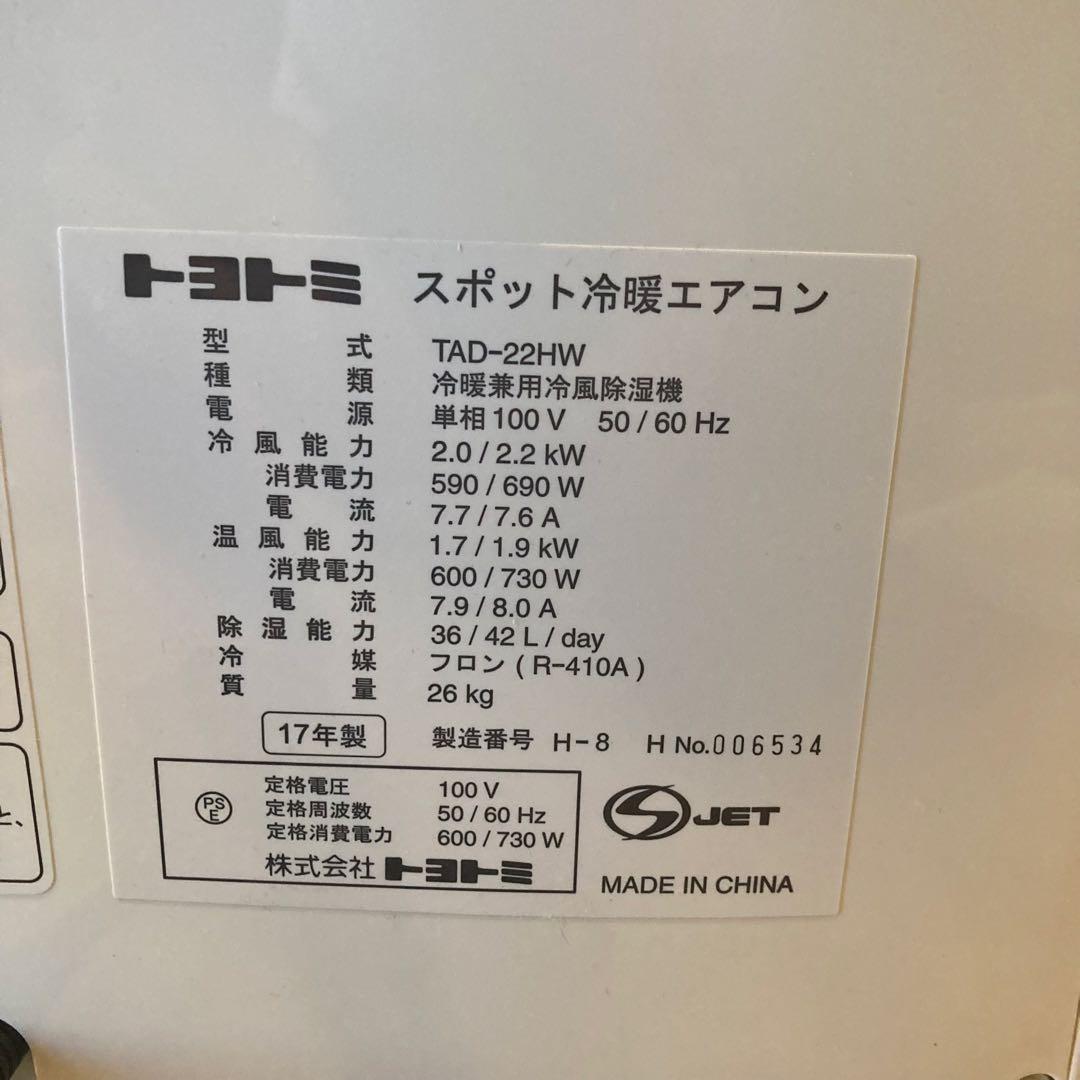 トヨトミ スポット冷暖エアコン
型式 TAD-22HW
種類 冷暖兼用冷風除湿機
電源 単相100V 50/60 Hz
冷風能力 2.0/2.2 kW
消費電力 590/690 W
電流 7.7/7.6 A
温風能力 1.7/1.9 kW
消費電力 600/730 W
電流 7.9/8.0 A
除湿能力 36/42 L/day
冷媒 フロン(R-410A)
質量 26 kg
17年製 製造番号 H-8 H No.006534
PS E
定格電圧 100 V
定格周波数 50/60 Hz
定格消費電力 600/730 W
株式会社トヨトミ
JET
MADE IN CHINA
と、